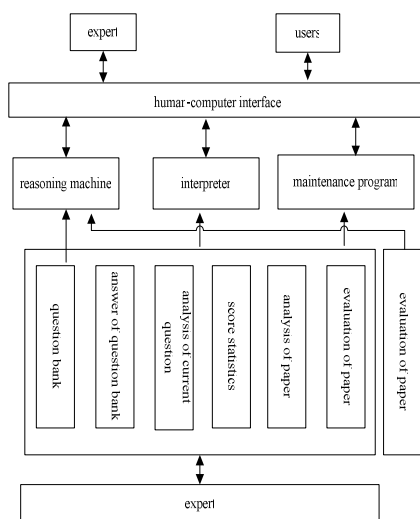 expert
users
humar-computer interface
reasoning machine
interpreter
maintenance program
question bank
answer of
question bank
analysis of current
question
score statistics
analysis of paper
evaluation of paper
evaluation of paper
expert